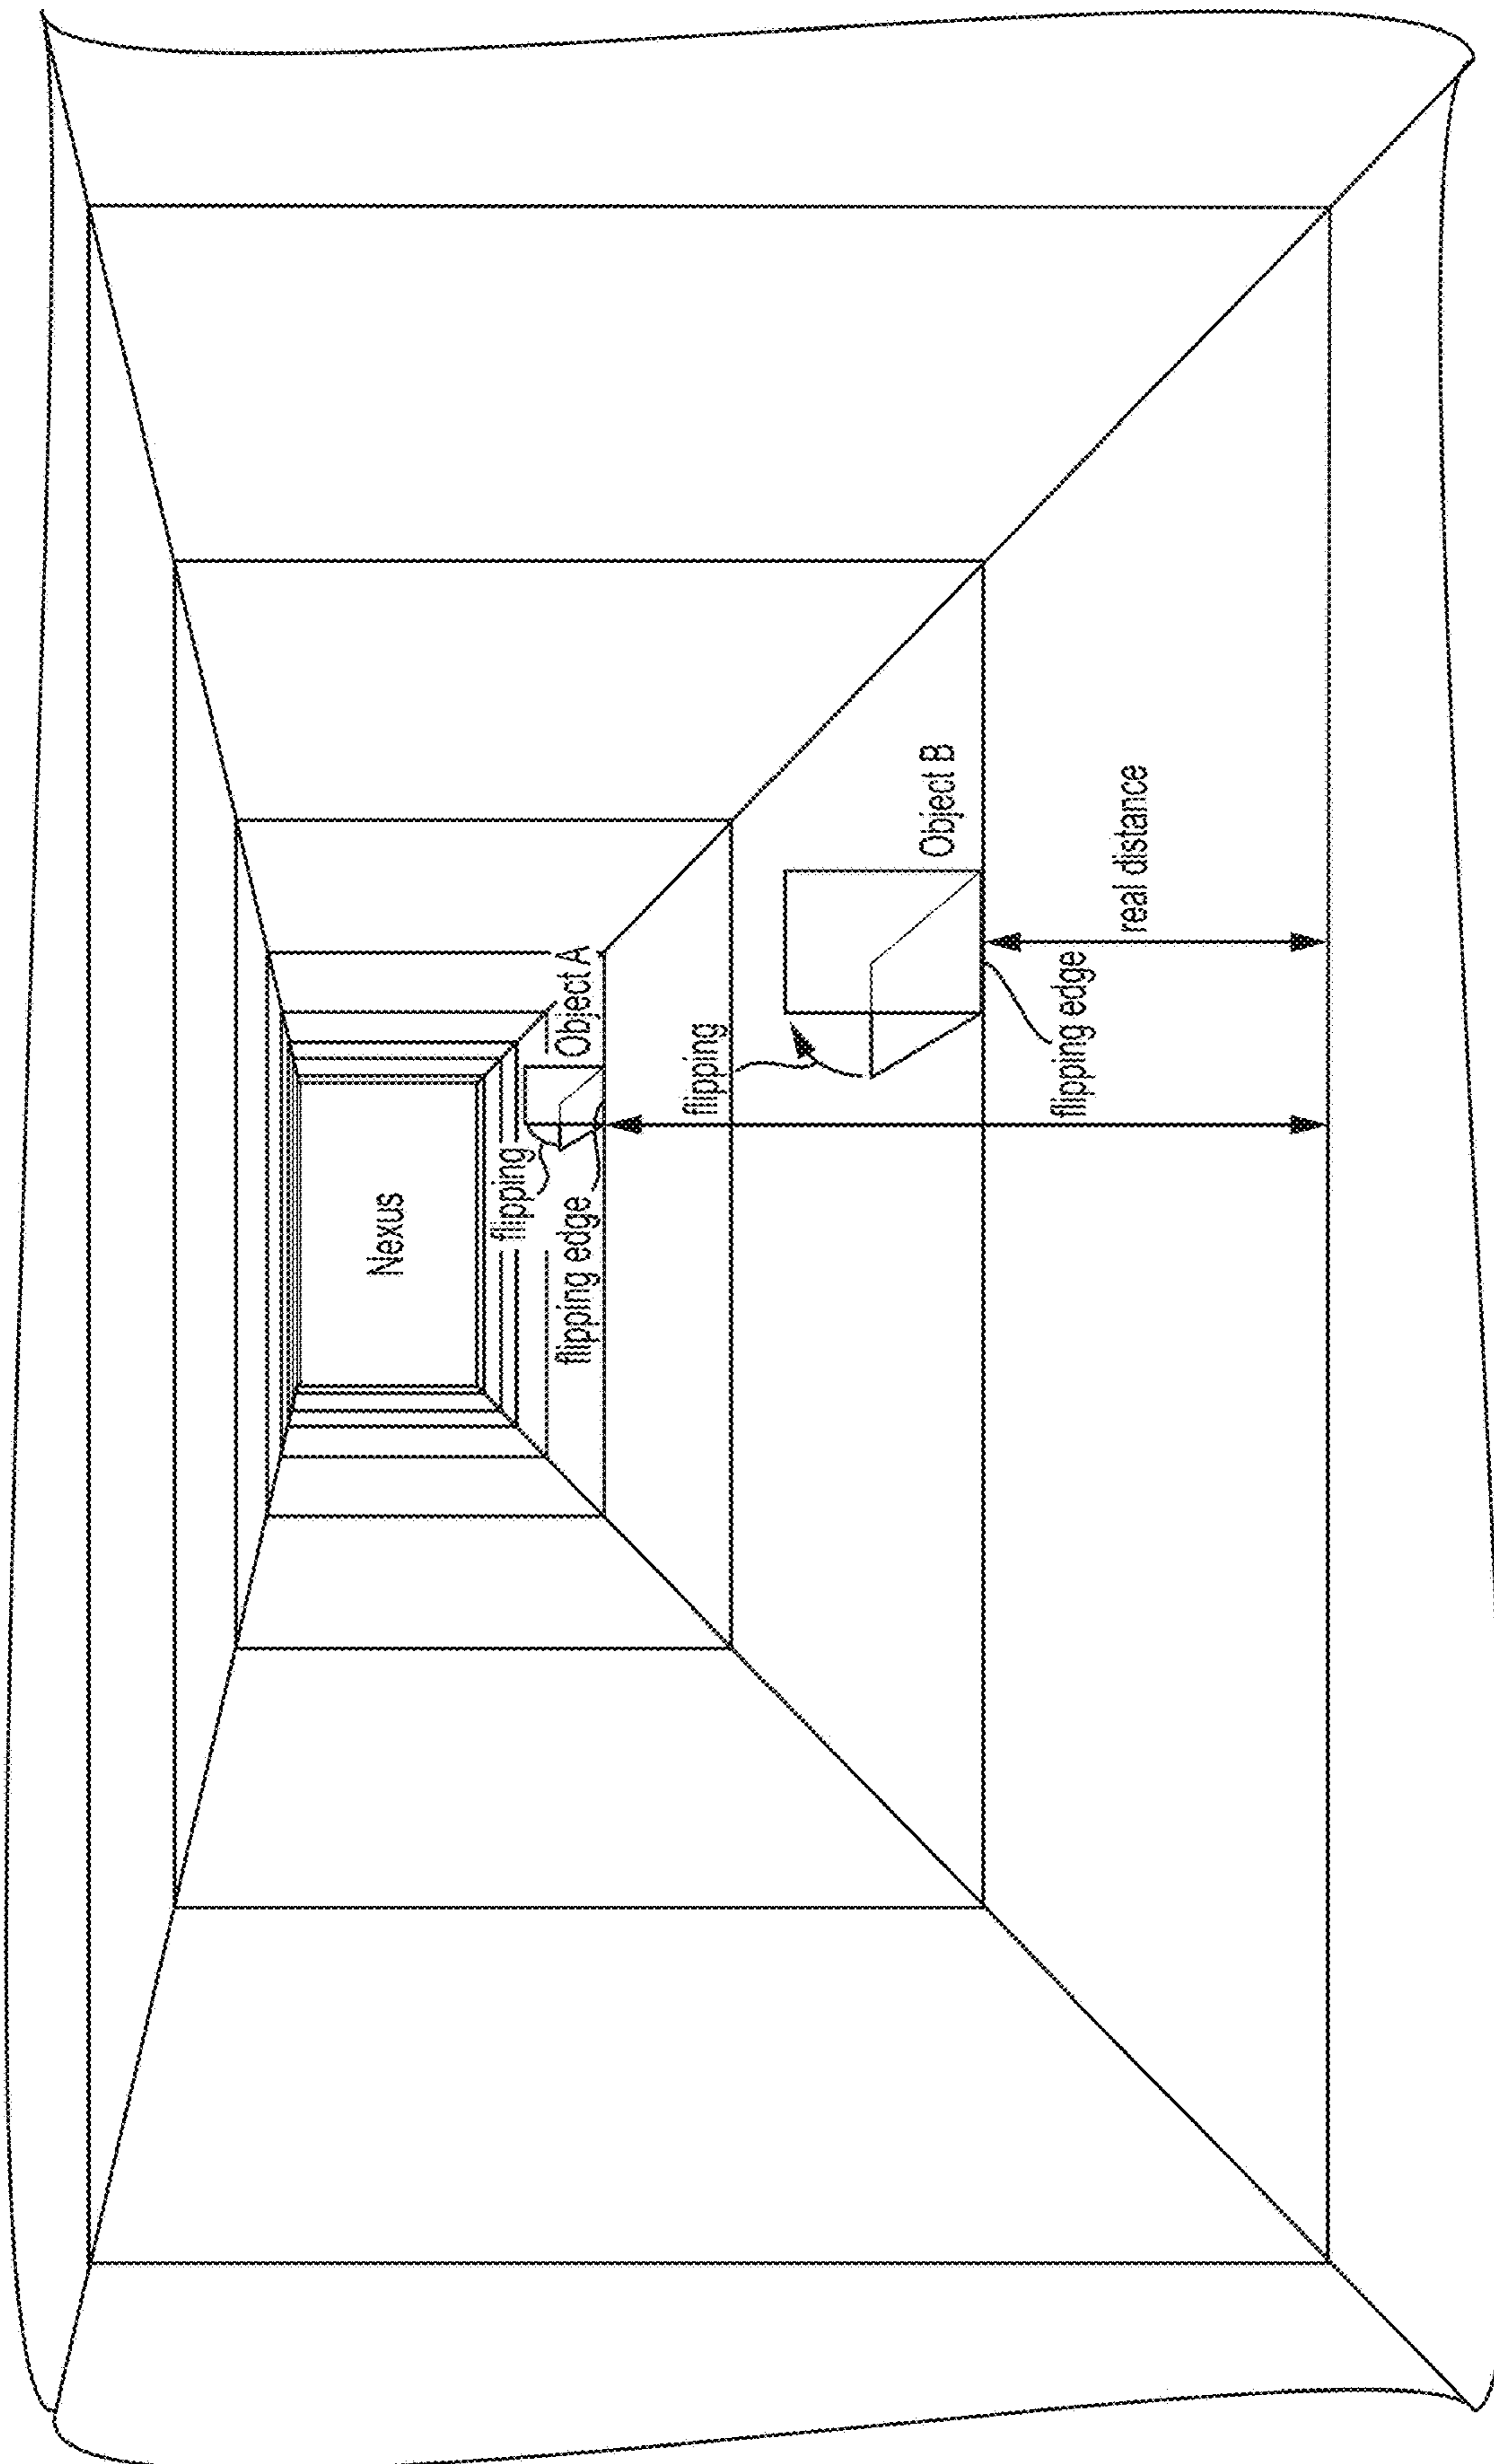 Nexus
flipping
flipping edge
Object A
flipping
Object B
flipping edge
real distance